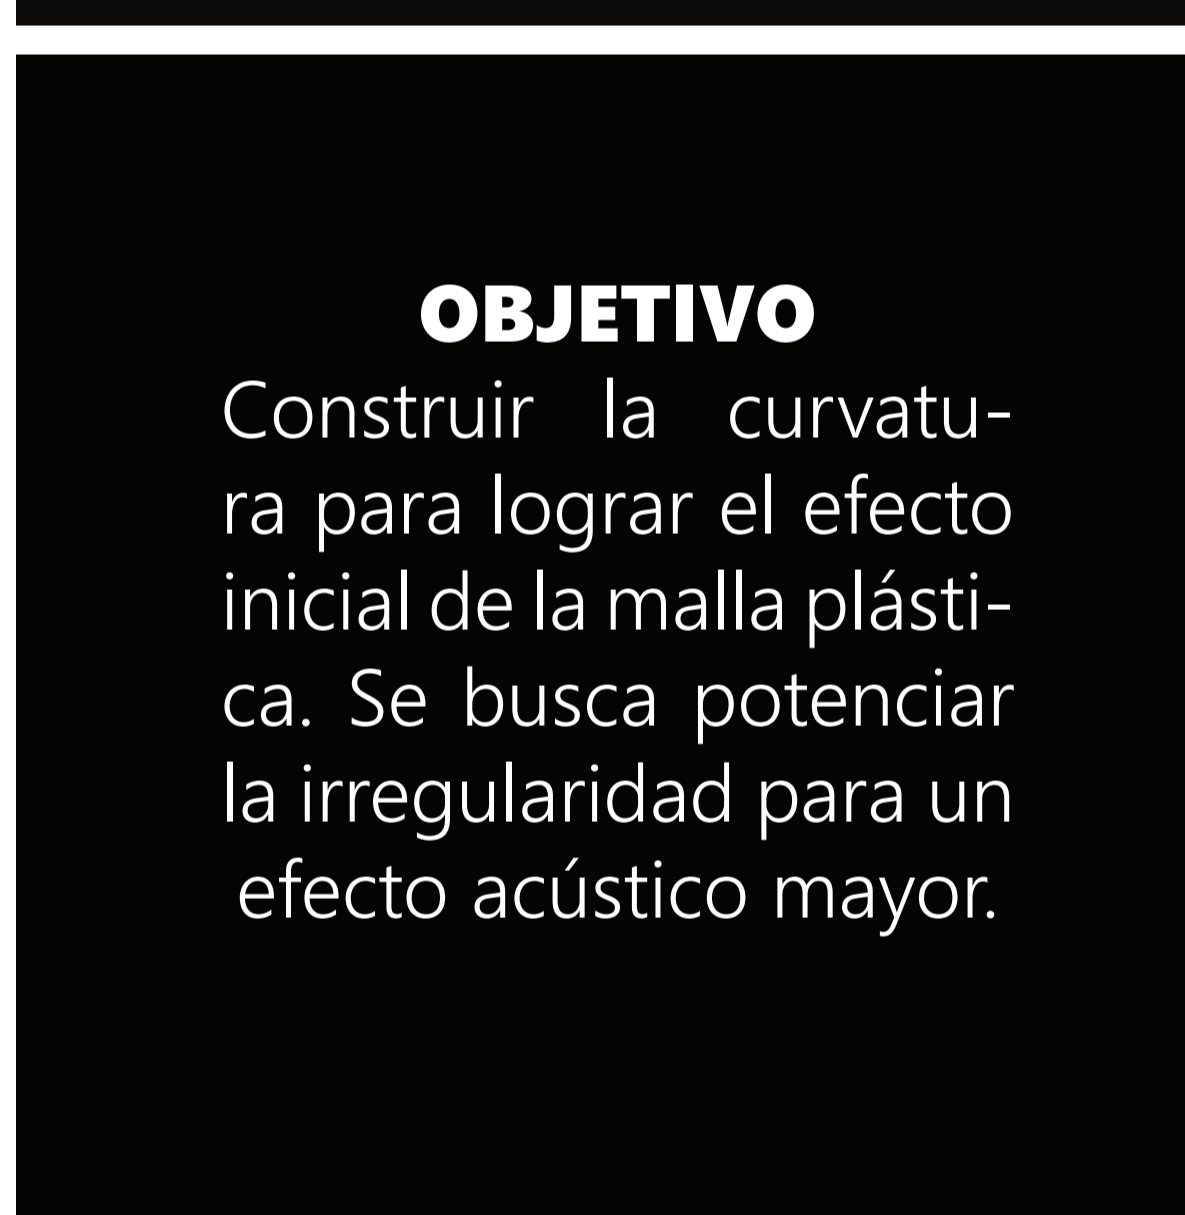 OBJETIVO
Construir la curvatu-
ra para lograr el efecto
inicial de la malla plásti-
ca. Se busca potenciar
la irregularidad para un
efecto acústico mayor.